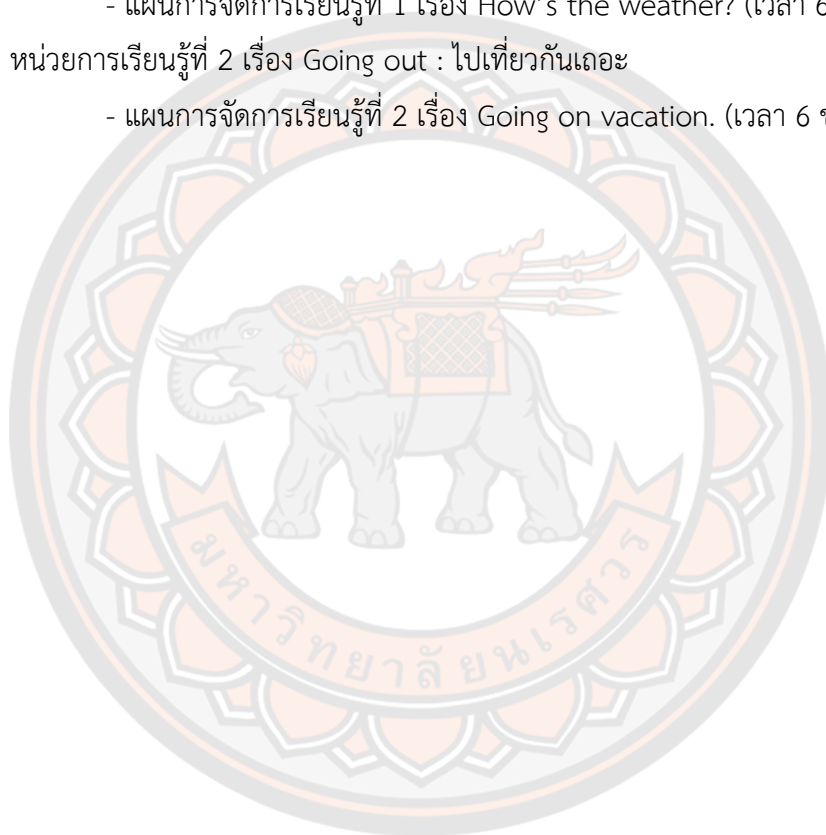 - แผนการจัดการเรียนรู้ที่ 1 เรื่อง How's the weather? (เวลา 6
หน่วยการเรียนรู้ที่ 2 เรื่อง Going out : ไปเที่ยวกันเถอะ
- แผนการจัดการเรียนรู้ที่ 2 เรื่อง Going on vacation. (เวลา 6 ช
มหาวิทยาลัยนเรศวร